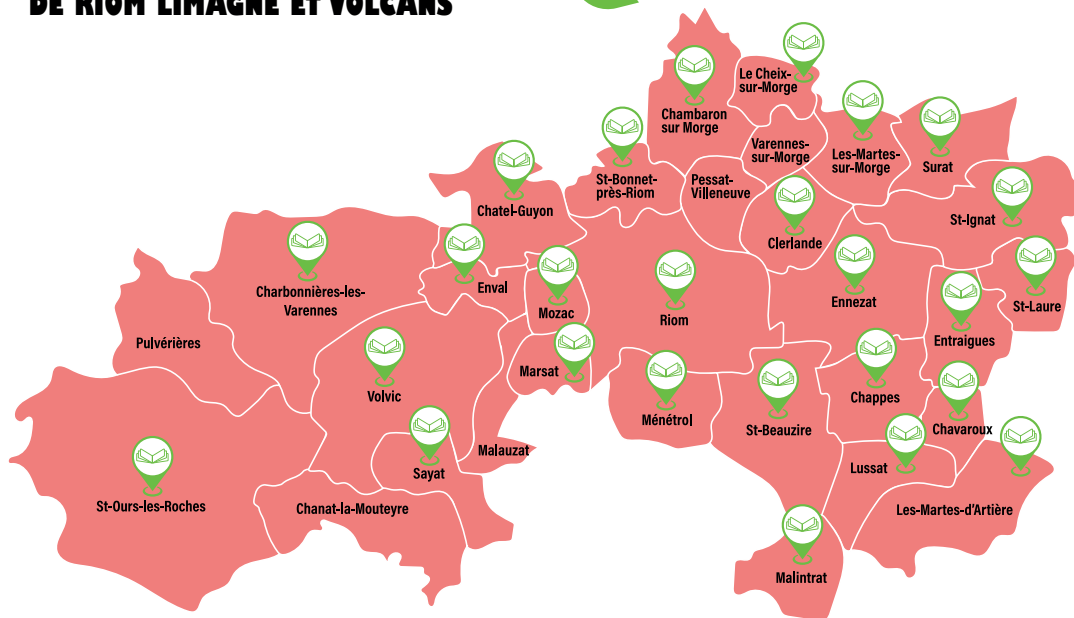 DE RIOM LIMAGNE ET VOLCANS
Le Cheix-
sur-Morge
Chambaron
sur Morge
Varennes-
sur-Morge
Les-Martes-
sur-Morge
Surat
St-Bonnet-
près-Riom
Pessat-
Villeneuve
Chatel-Guyon
St-Ignat
Clerlande
Charbonnières-les-
Varennes
Enval
Mozac
Riom
Ennezat
St-Laure
Entraigues
Pulvérières
Marsat
Volvic
Ménétrol
St-Beauzire
Chappes
Chavaroux
Malauzat
Sayat
Lussat
St-Ours-les-Roches
Chanat-la-Mouteyre
Les-Martes-d'Artière
Malintrat